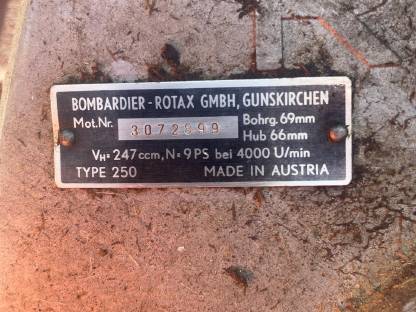 BOMBARDIER-ROTAX GMBH, GUNSKIRCHEN
Mot.Nr. 3072899 Bohrg. 69mm
Hub 66mm
VH= 247 ccm, N= 9 PS bei 4000 U/min
TYPE 250 MADE IN AUSTRIA